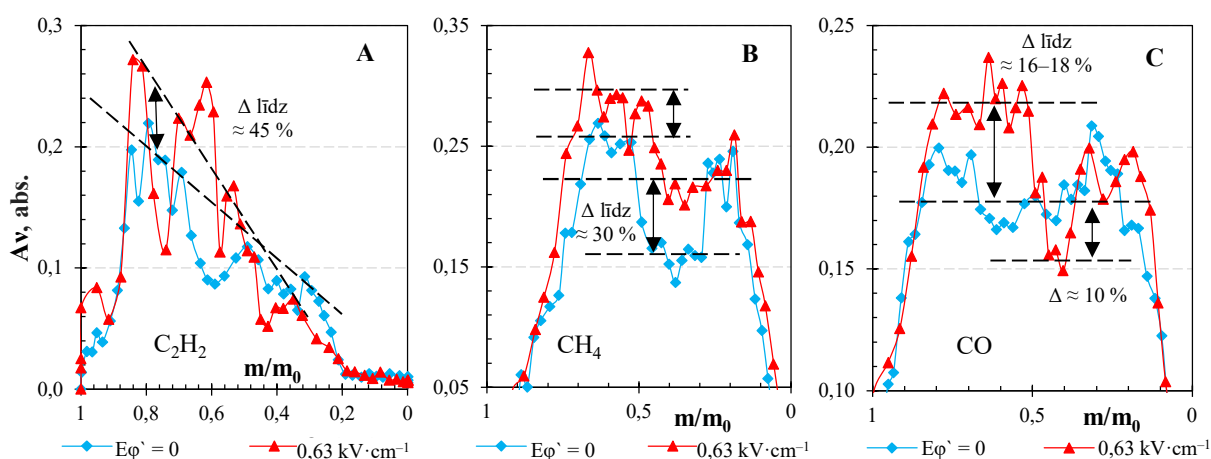 0,3
0,2
0,1
0,0
Aν, abs.
A
Δ līdz
≈ 45 %
C₂H₂
m/m₀
1
0,8
0,6
0,4
0,2
0
Eφ` = 0
0,63 kV·cm⁻¹
0,35
0,25
0,15
0,05
B
Δ līdz
≈ 30 %
CH₄
m/m₀
1
0,5
0
Eφ` = 0
0,63 kV·cm⁻¹
0,25
0,20
0,15
0,10
Δ līdz
≈ 16–18 %
C
Δ ≈ 10 %
CO
m/m₀
1
0,5
0
Eφ` = 0
0,63 kV·cm⁻¹